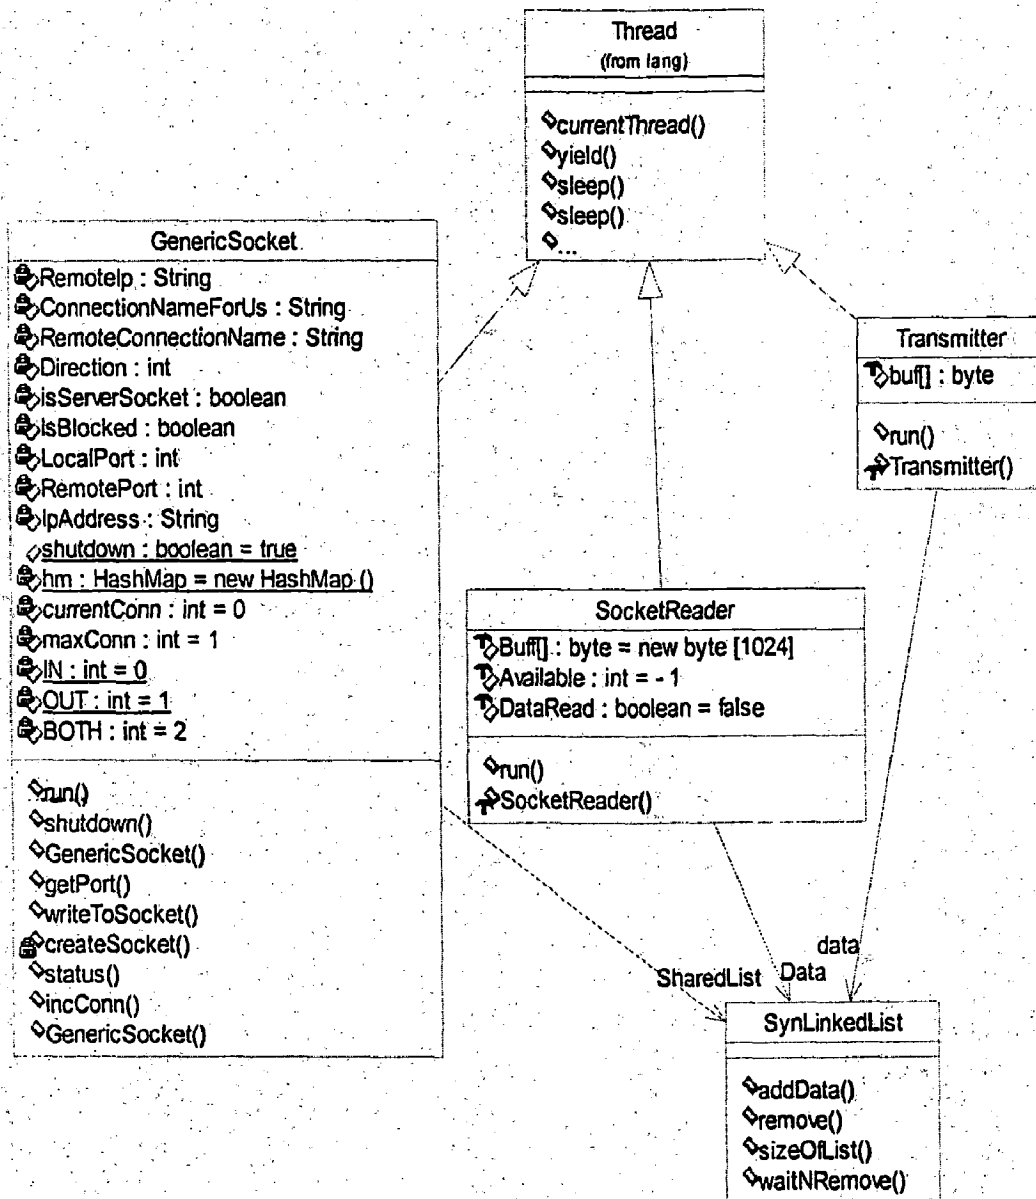 Thread
(from lang)
currentThread()
yield()
sleep()
sleep()
...
GenericSocket
RemoteIp : String
ConnectionNameForUs : String
RemoteConnectionName : String
Direction : int
isServerSocket : boolean
IsBlocked : boolean
LocalPort : int
RemotePort : int
IpAddress : String
shutdown : boolean = true
hm : HashMap = new HashMap ()
currentConn : int = 0
maxConn : int = 1
IN : int = 0
OUT : int = 1
BOTH : int = 2
run()
shutdown()
GenericSocket()
getPort()
writeToSocket()
createSocket()
status()
incConn()
GenericSocket()
Transmitter
buf[] : byte
run()
Transmitter()
SocketReader
Buff[] : byte = new byte [1024]
Available : int = - 1
DataRead : boolean = false
run()
SocketReader()
data
SharedList
Data
SynLinkedList
addData()
remove()
sizeOfList()
waitNRemove()